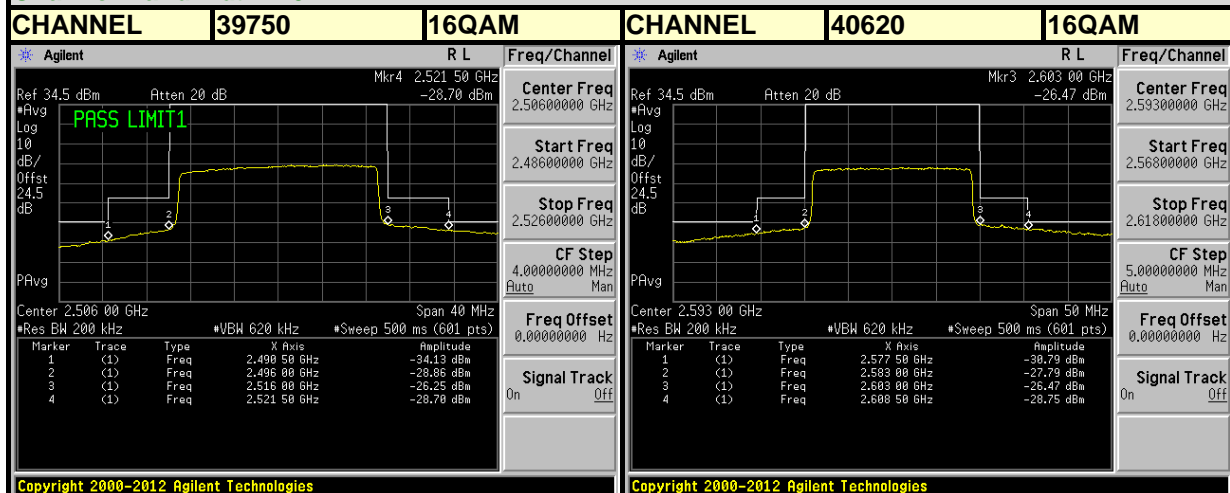 CHANNEL 39750 16QAM CHANNEL 40620 16QAM
Agilent R L Freq/Channel
Mkr4 2.521 50 GHz
Ref 34.5 dBm Atten 20 dB -28.70 dBm
#Avg
Log
10
dB/
Offst
24.5
dB
PASS LIMIT1
1
2
3
4
PAvg
Center 2.506 00 GHz Span 40 MHz
#Res BW 200 kHz #VBW 620 kHz #Sweep 500 ms (601 pts)
Marker Trace Type X Axis Amplitude
1 (1) Freq 2.490 50 GHz -34.13 dBm
2 (1) Freq 2.496 00 GHz -28.86 dBm
3 (1) Freq 2.516 00 GHz -26.25 dBm
4 (1) Freq 2.521 50 GHz -28.70 dBm
Center Freq
2.50600000 GHz
Start Freq
2.48600000 GHz
Stop Freq
2.52600000 GHz
CF Step
4.00000000 MHz
Auto Man
Freq Offset
0.00000000 Hz
Signal Track
On Off
Copyright 2000-2012 Agilent Technologies
Agilent R L Freq/Channel
Mkr3 2.603 00 GHz
Ref 34.5 dBm Atten 20 dB -26.47 dBm
#Avg
Log
10
dB/
Offst
24.5
dB
1
2
3
4
PAvg
Center 2.593 00 GHz Span 50 MHz
#Res BW 200 kHz #VBW 620 kHz #Sweep 500 ms (601 pts)
Marker Trace Type X Axis Amplitude
1 (1) Freq 2.577 50 GHz -30.79 dBm
2 (1) Freq 2.583 00 GHz -27.79 dBm
3 (1) Freq 2.603 00 GHz -26.47 dBm
4 (1) Freq 2.608 50 GHz -28.75 dBm
Center Freq
2.59300000 GHz
Start Freq
2.56800000 GHz
Stop Freq
2.61800000 GHz
CF Step
5.00000000 MHz
Auto Man
Freq Offset
0.00000000 Hz
Signal Track
On Off
Copyright 2000-2012 Agilent Technologies